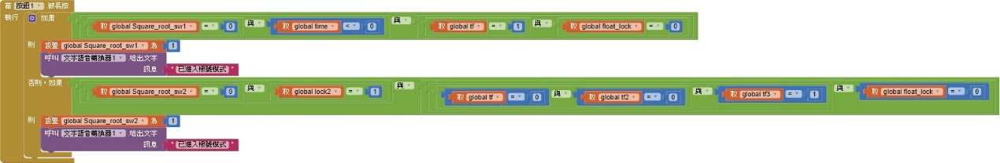 當 按鈕1 被長按
執行 如果 取 global Square_root_sw1 = 0 與 取 global time < 0 與 取 global tf = 1 與 取 global float_lock = 0
則 設置 global Square_root_sw1 為 1
呼叫 文字語音轉換器1 .唸出文字
訊息 "已進入根號模式"
否則,如果 取 global Square_root_sw2 = 0 與 取 global lock2 = 1 與 取 global tf = 0 與 取 global tf2 = 0 與 取 global tf3 = 1 與 取 global float_lock = 0
則 設置 global Square_root_sw2 為 1
呼叫 文字語音轉換器1 .唸出文字
訊息 "已進入根號模式"